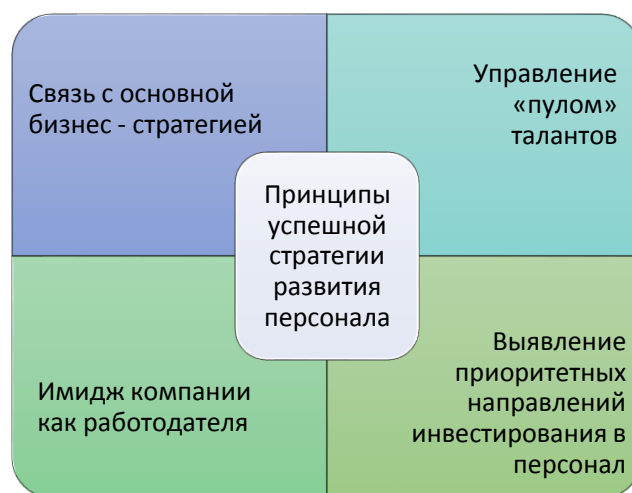 Связь с основной
бизнес - стратегией
Управление
«пулом»
талантов
Принципы
успешной
стратегии
развития
персонала
Имидж компании
как работодателя
Выявление
приоритетных
направлений
инвестирования в
персонал